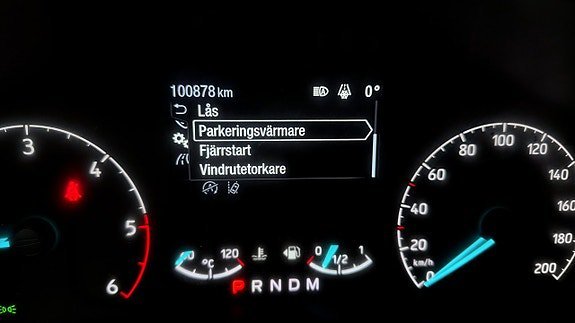 100878 km 0°
Lås
Parkeringsvärmare
Fjärrstart
Vindrutetorkare
3 4 5 6
0 120
°C
0 1/2 1
P R N D M
0 20 40 60 80 100 120 140 160 180 200
km/h